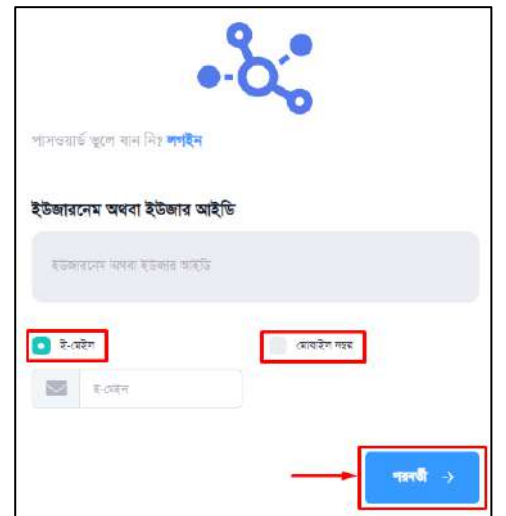 পাসওয়ার্ড ভুলে যান নি? লগইন
ইউজারনেম অথবা ইউজার আইডি
ইউজারনেম অথবা ইউজার আইডি
ই-মেইল
মোবাইল নম্বর
ই-মেইল
পরবর্তী